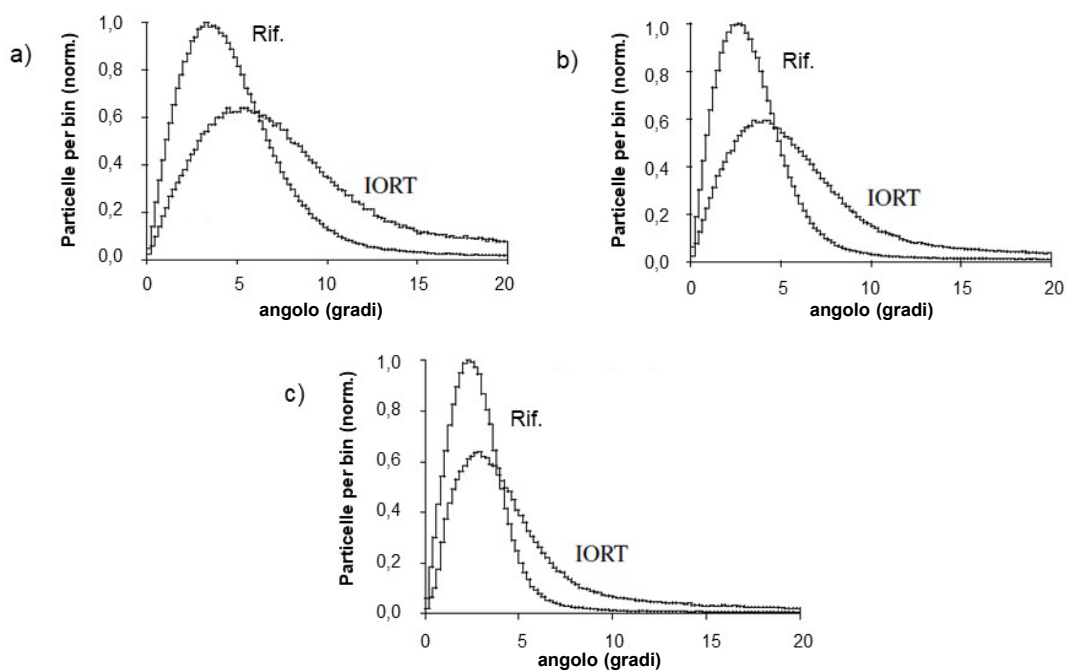 a)
Particelle per bin (norm.)
1,0
0,8
0,6
0,4
0,2
0,0
Rif.
IORT
0 5 10 15 20
angolo (gradi)
b)
Particelle per bin (norm.)
1,0
0,8
0,6
0,4
0,2
0,0
Rif.
IORT
0 5 10 15 20
angolo (gradi)
c)
Particelle per bin (norm.)
1,0
0,8
0,6
0,4
0,2
0,0
Rif.
IORT
0 5 10 15 20
angolo (gradi)